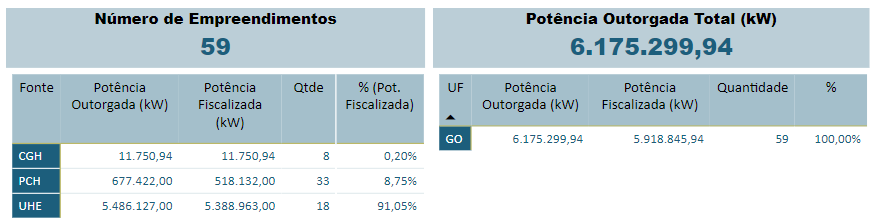 Número de Empreendimentos
59
Potência Outorgada Total (kW)
6.175.299,94
Fonte Potência Outorgada (kW) Potência Fiscalizada (kW) Qtde % (Pot. Fiscalizada)
CGH 11.750,94 11.750,94 8 0,20%
PCH 677.422,00 518.132,00 33 8,75%
UHE 5.486.127,00 5.388.963,00 18 91,05%
UF Potência Outorgada (kW) Potência Fiscalizada (kW) Quantidade %
GO 6.175.299,94 5.918.845,94 59 100,00%